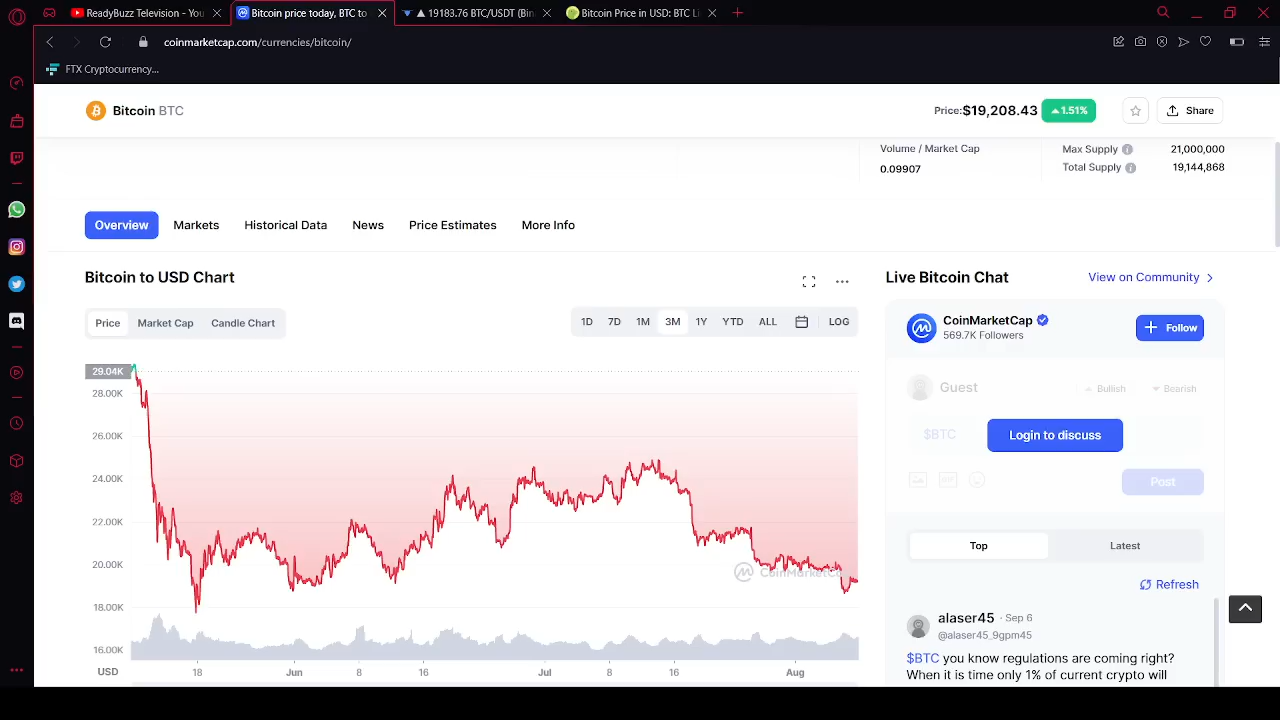 ReadyBuzz Television - You
Bitcoin price today, BTC to
▲ 19183.76 BTC/USDT (Bin
Bitcoin Price in USD: BTC Li
coinmarketcap.com/currencies/bitcoin/
FTX Cryptocurrency...
Bitcoin BTC
Price:$19,208.43
1.51%
Share
Volume / Market Cap
0.09907
Max Supply
21,000,000
Total Supply
19,144,868
Overview
Markets
Historical Data
News
Price Estimates
More Info
Bitcoin to USD Chart
Price
Market Cap
Candle Chart
1D
7D
1M
3M
1Y
YTD
ALL
LOG
29.04K
28.00K
26.00K
24.00K
22.00K
20.00K
18.00K
16.00K
USD
18
Jun
8
16
Jul
8
16
Aug
Live Bitcoin Chat
View on Community
CoinMarketCap
569.7K Followers
Follow
Guest
Bullish
Bearish
$BTC
Login to discuss
Post
Top
Latest
Refresh
alaser45 · Sep 6
@alaser45_9gpm45
$BTC you know regulations are coming right?
When it is time only 1% of current crypto will